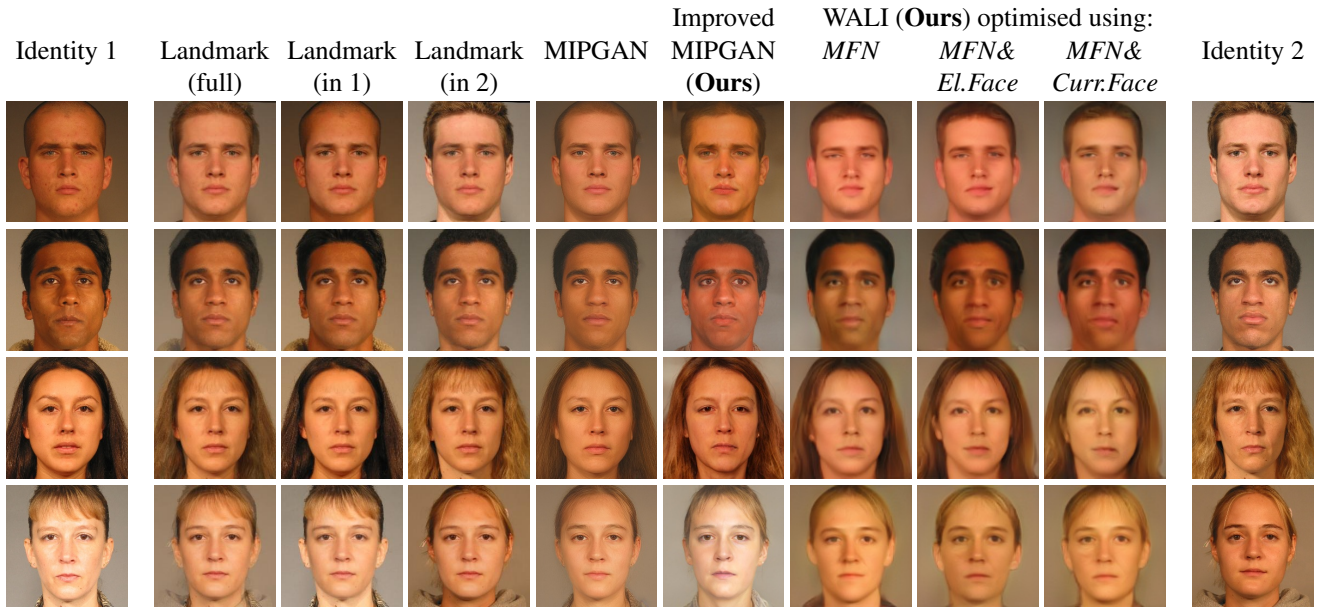 Identity 1
Landmark
(full)
Landmark
(in 1)
Landmark
(in 2)
MIPGAN
Improved
MIPGAN
(Ours)
WALI (Ours) optimised using:
MFN
MFN&
El.Face
MFN&
Curr.Face
Identity 2